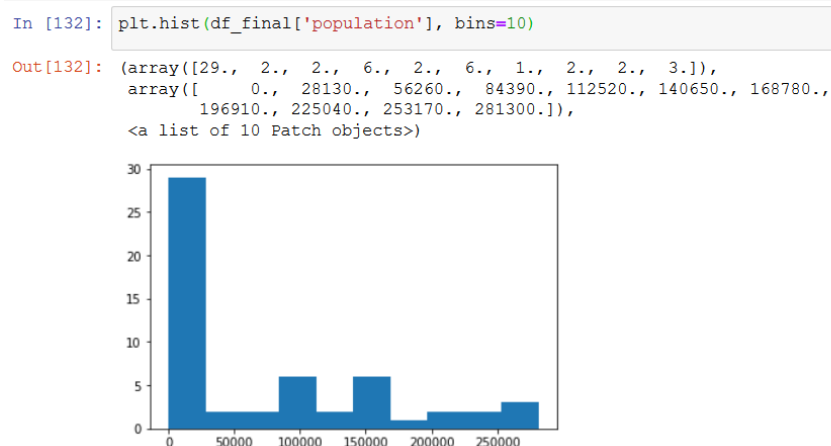 In [132]: plt.hist(df_final['population'], bins=10)
Out[132]: (array([29., 2., 2., 6., 2., 6., 1., 2., 2., 3.]),
array([ 0., 28130., 56260., 84390., 112520., 140650., 168780.,
196910., 225040., 253170., 281300.]),
<a list of 10 Patch objects>)
30
25
20
15
10
5
0
0 50000 100000 150000 200000 250000